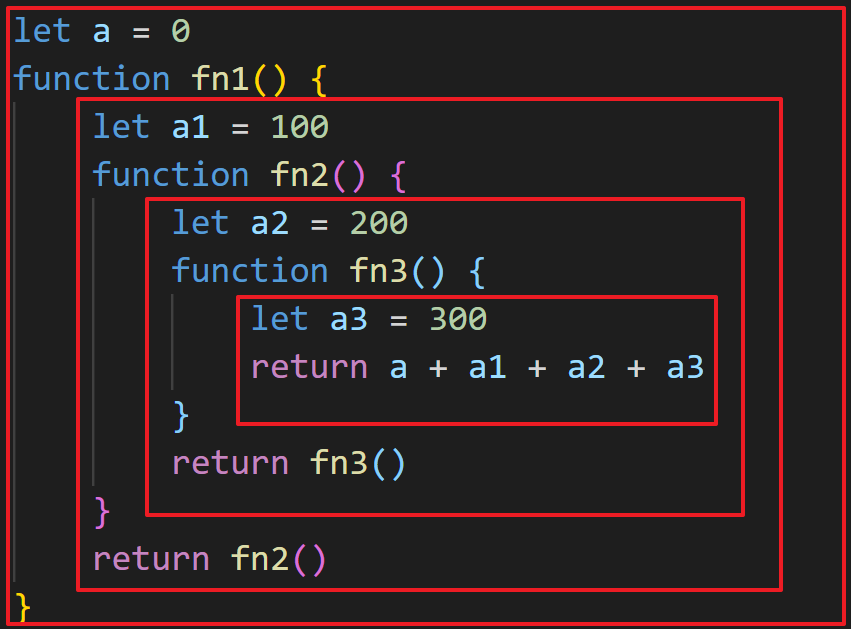 let a = 0
function fn1() {
let a1 = 100
function fn2() {
let a2 = 200
function fn3() {
let a3 = 300
return a + a1 + a2 + a3
}
return fn3()
}
return fn2()
}